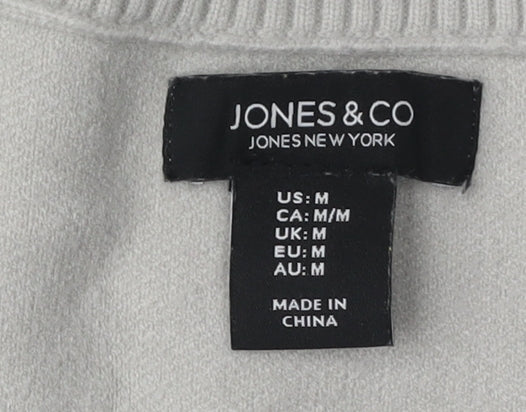 JONES & CO
JONES NEW YORK
US: M
CA: M/M
UK: M
EU: M
AU: M
MADE IN
CHINA